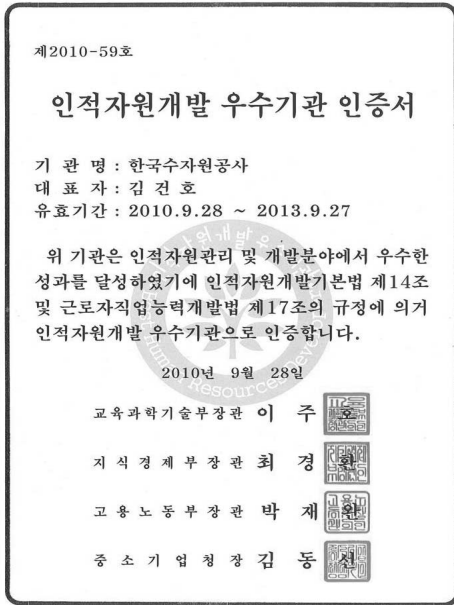 제2010-59호
인적자원개발 우수기관 인증서
기 관 명 : 한국수자원공사
대 표 자 : 김 건 호
유효기간 : 2010.9.28 ~ 2013.9.27
위 기관은 인적자원관리 및 개발분야에서 우수한
성과를 달성하였기에 인적자원개발기본법 제14조
및 근로자직업능력개발법 제17조의 규정에 의거
인적자원개발 우수기관으로 인증합니다.
2010년 9월 28일
교육과학기술부장관 이 주 호
지식경제부장관 최 경 환
고용노동부장관 박 재 완
중소기업청장 김 동 선
Human Resources